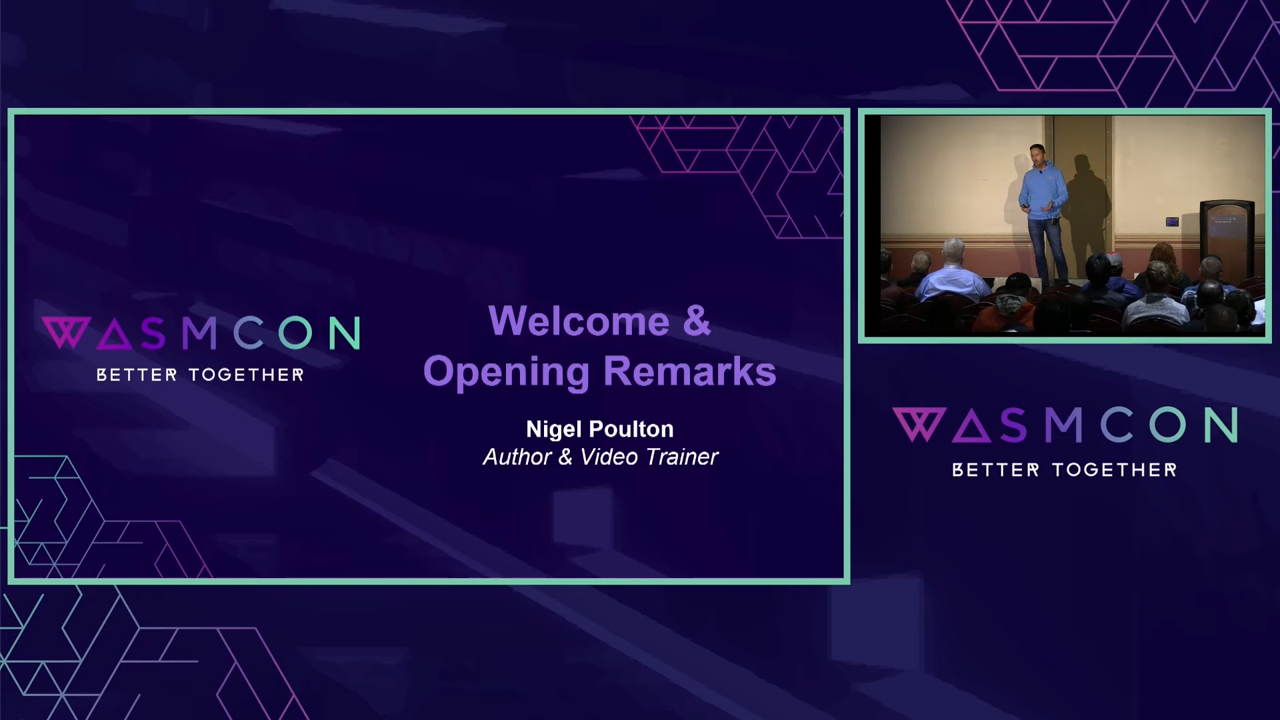 WASMCON
BETTER TOGETHER
Welcome &
Opening Remarks
Nigel Poulton
Author & Video Trainer
WASMCON
BETTER TOGETHER